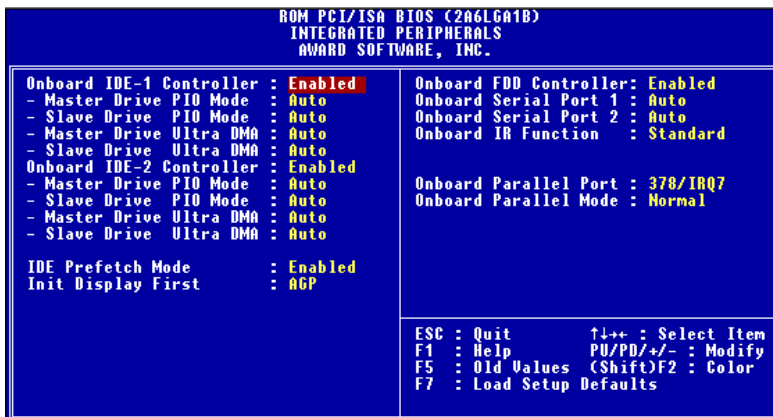 ROM PCI/ISA BIOS (2A6LGA1B)
INTEGRATED PERIPHERALS
AWARD SOFTWARE, INC.
Onboard IDE-1 Controller : Enabled
- Master Drive PIO Mode : Auto
- Slave Drive PIO Mode : Auto
- Master Drive Ultra DMA : Auto
- Slave Drive Ultra DMA : Auto
Onboard IDE-2 Controller : Enabled
- Master Drive PIO Mode : Auto
- Slave Drive PIO Mode : Auto
- Master Drive Ultra DMA : Auto
- Slave Drive Ultra DMA : Auto
IDE Prefetch Mode : Enabled
Init Display First : AGP
Onboard FDD Controller: Enabled
Onboard Serial Port 1 : Auto
Onboard Serial Port 2 : Auto
Onboard IR Function : Standard
Onboard Parallel Port : 378/IRQ7
Onboard Parallel Mode : Normal
ESC : Quit ↑↓→← : Select Item
F1 : Help PU/PD/+/- : Modify
F5 : Old Values (Shift)F2 : Color
F7 : Load Setup Defaults